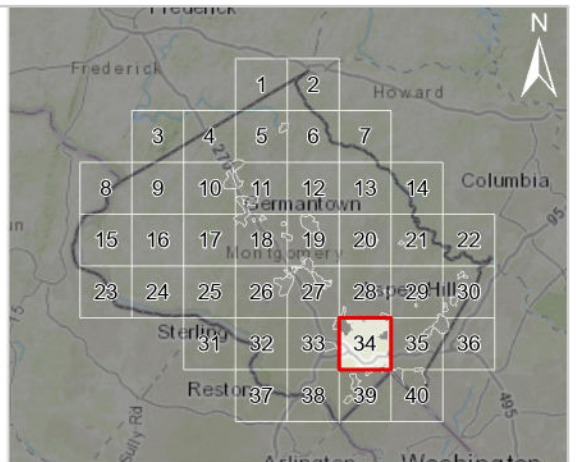 Frederick
N
Frederick
1 2
Howard
3 4 5 6 7
270
8 9 10 11 12 13 14
Columbia
Germantown
95
15 16 17 18 19 20 21 22
Montgomery
23 24 25 26 27 28 29 30
Aspen Hill
15
Sterling
31 32 33 34 35 36
Reston
37 38 39 40
495
Sully Rd
Arlington
Washington